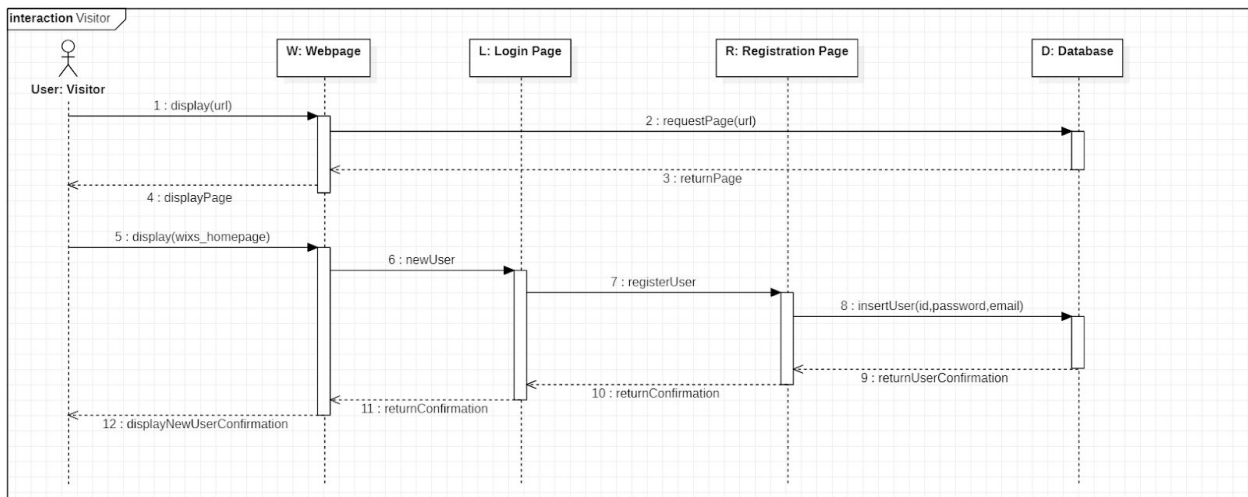 interaction Visitor
W: Webpage
L: Login Page
R: Registration Page
D: Database
User: Visitor
1 : display(url)
2 : requestPage(url)
3 : returnPage
4 : displayPage
5 : display(wixs_homepage)
6 : newUser
7 : registerUser
8 : insertUser(id,password,email)
9 : returnUserConfirmation
10 : returnConfirmation
11 : returnConfirmation
12 : displayNewUserConfirmation